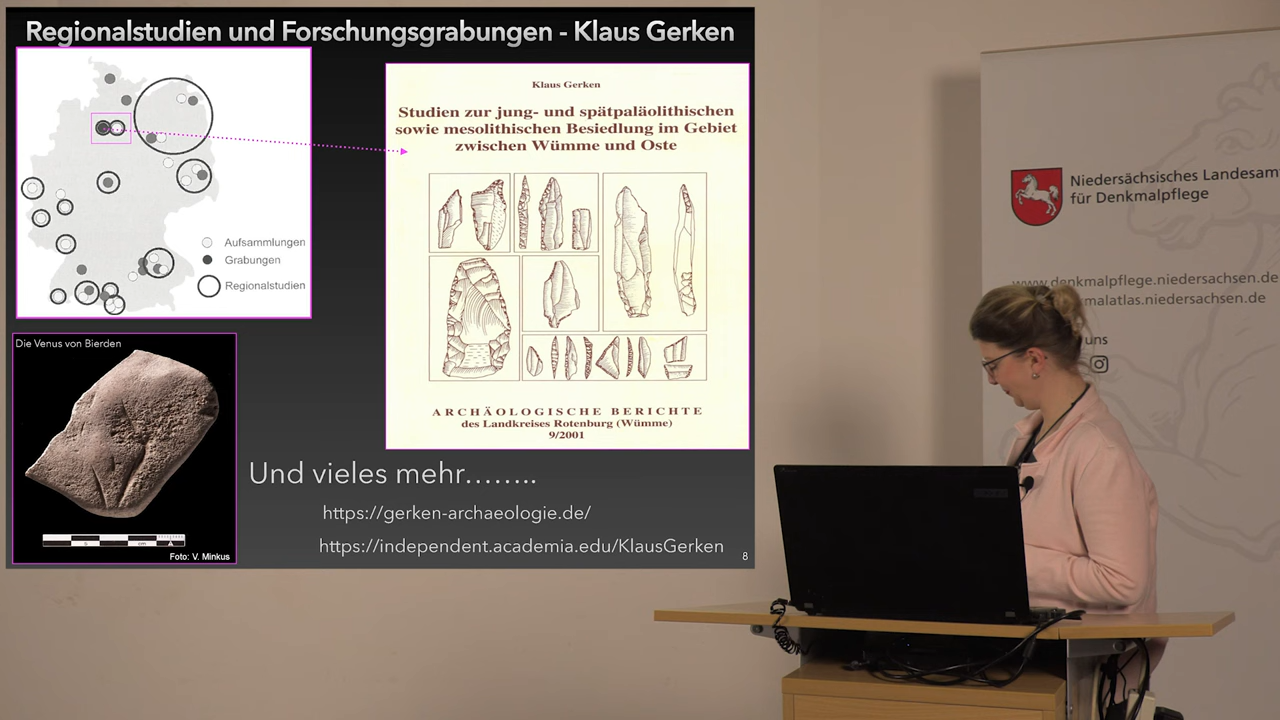 Regionalstudien und Forschungsgrabungen - Klaus Gerken
Aufsammlungen
Grabungen
Regionalstudien
Klaus Gerken
Studien zur jung- und spätpaläolithischen
sowie mesolithischen Besiedlung im Gebiet
zwischen Wümme und Oste
ARCHÄOLOGISCHE BERICHTE
des Landkreises Rotenburg (Wümme)
9/2001
Die Venus von Bierden
Foto: V. Minkus
Und vieles mehr……..
https://gerken-archaeologie.de/
https://independent.academia.edu/KlausGerken
8
Niedersächsisches Landesam
für Denkmalpflege
www.denkmalpflege.niedersachsen.de
malatlas.niedersachsen.de
uns